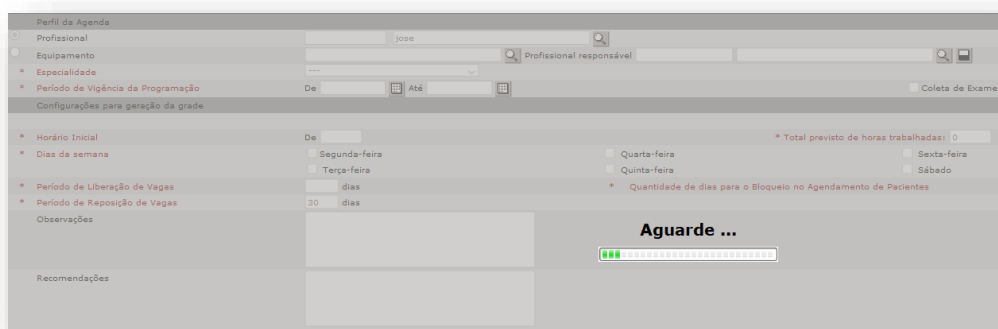 Perfil da Agenda
Profissional jose
Equipamento Profissional responsável
* Especialidade ---
* Período de Vigência da Programação De Até Coleta de Exame
Configurações para geração da grade
* Horário Inicial De * Total previsto de horas trabalhadas: 0
* Dias da semana Segunda-feira Quarta-feira Sexta-feira
Terça-feira Quinta-feira Sábado
* Período de Liberação de Vagas dias * Quantidade de dias para o Bloqueio no Agendamento de Pacientes
* Período de Reposição de Vagas 30 dias
Observações
Aguarde ...
Recomendações